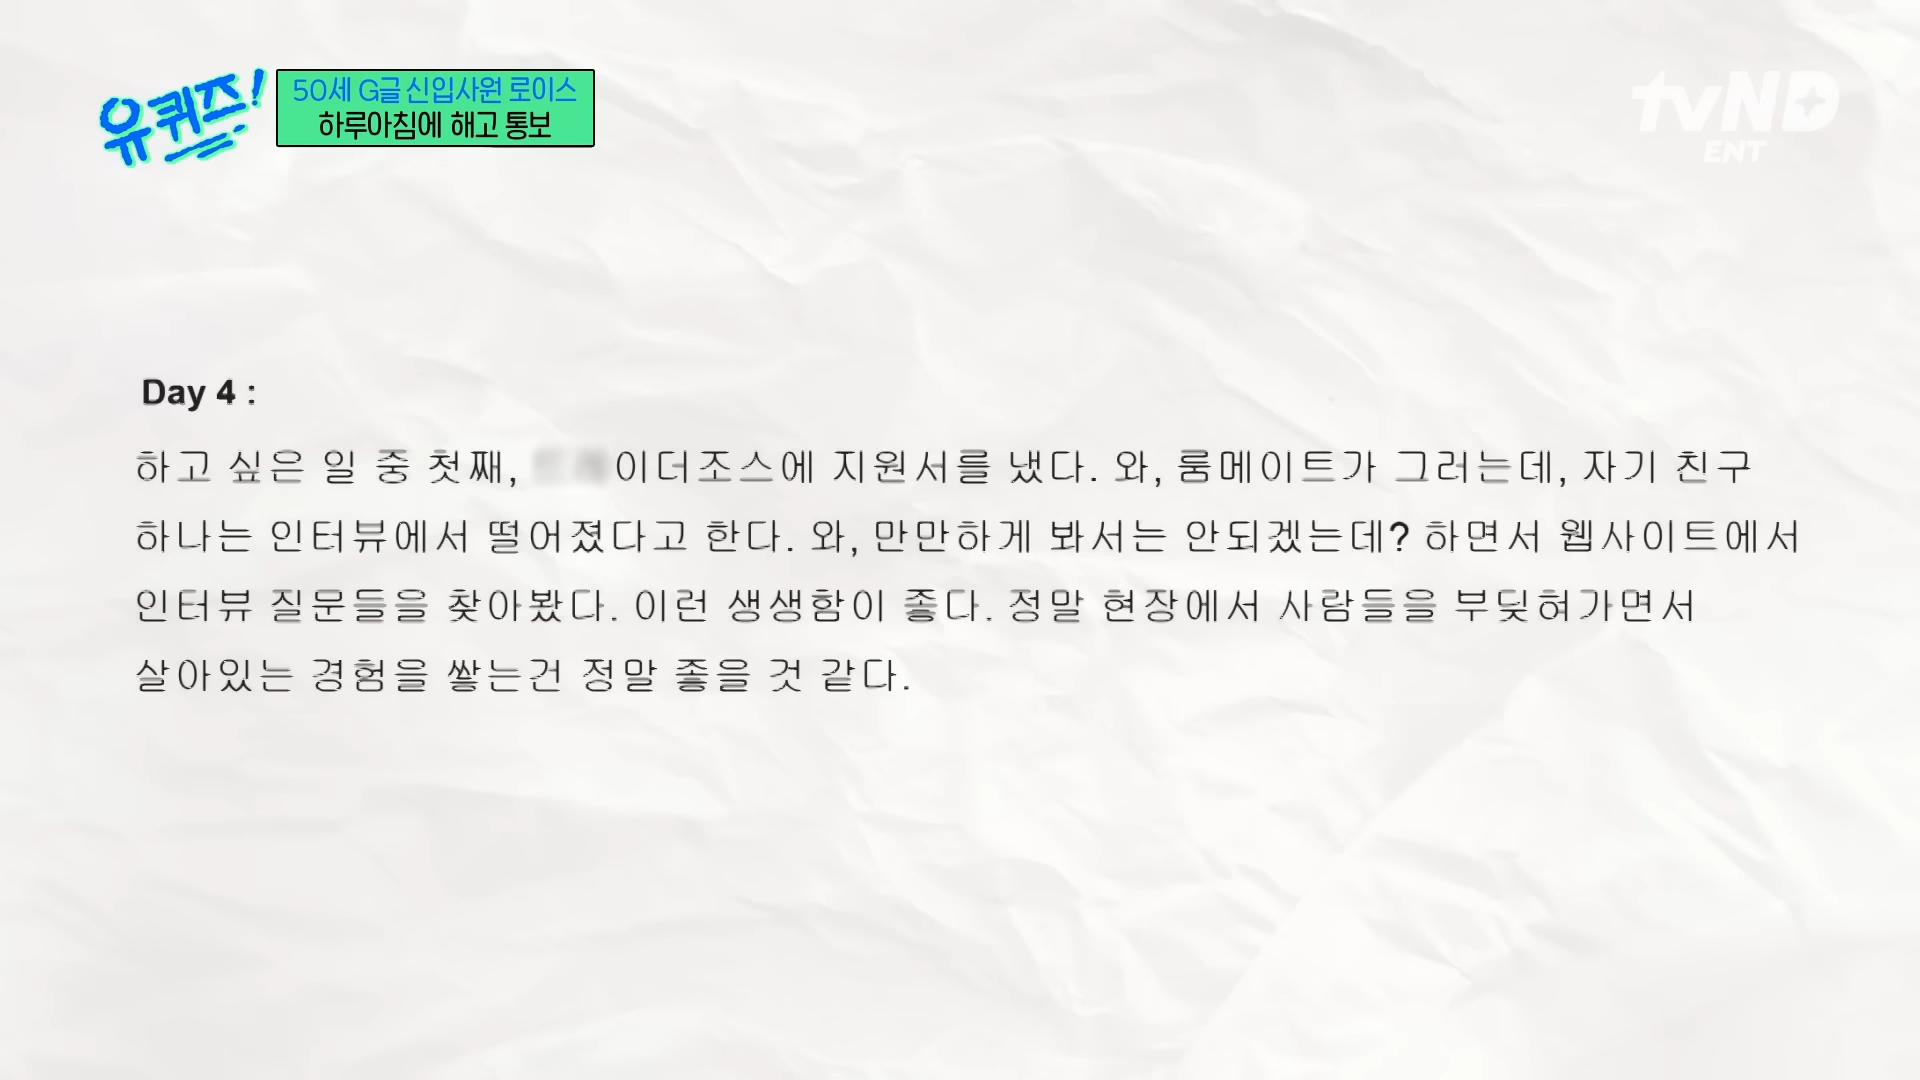 유퀴즈!
50세 G글 신입사원 로이스
하루아침에 해고 통보
tvND
ENT
Day 4 :
하고 싶은 일 중 첫째, 이더조스에 지원서를 냈다. 와, 룸메이트가 그러는데, 자기 친구
하나는 인터뷰에서 떨어졌다고 한다. 와, 만만하게 봐서는 안되겠는데? 하면서 웹사이트에서
인터뷰 질문들을 찾아봤다. 이런 생생함이 좋다. 정말 현장에서 사람들을 부딪혀가면서
살아있는 경험을 쌓는건 정말 좋을 것 같다.